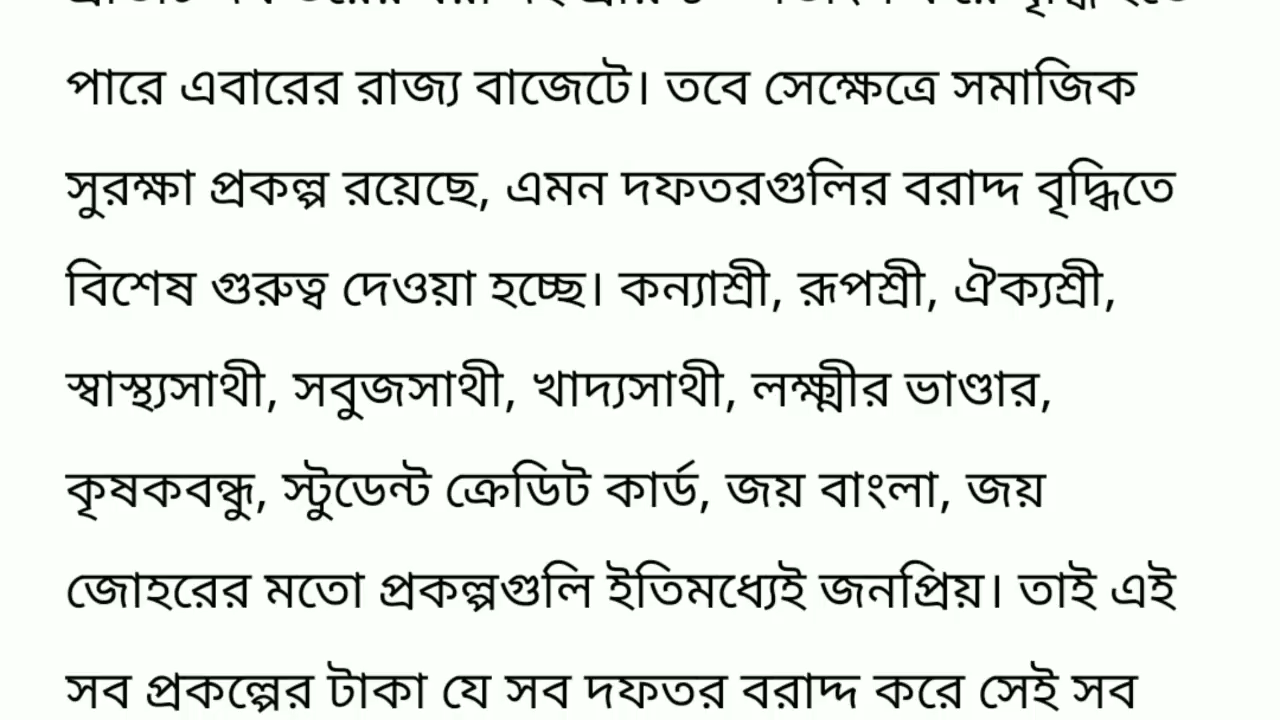 পারে এবারের রাজ্য বাজেটে। তবে সেক্ষেত্রে সমাজিক
সুরক্ষা প্রকল্প রয়েছে, এমন দফতরগুলির বরাদ্দ বৃদ্ধিতে
বিশেষ গুরুত্ব দেওয়া হচ্ছে। কন্যাশ্রী, রূপশ্রী, ঐক্যশ্রী,
স্বাস্থ্যসাথী, সবুজসাথী, খাদ্যসাথী, লক্ষ্মীর ভাণ্ডার,
কৃষকবন্ধু, স্টুডেন্ট ক্রেডিট কার্ড, জয় বাংলা, জয়
জোহরের মতো প্রকল্পগুলি ইতিমধ্যেই জনপ্রিয়। তাই এই
সব প্রকল্পের টাকা যে সব দফতর বরাদ্দ করে সেই সব